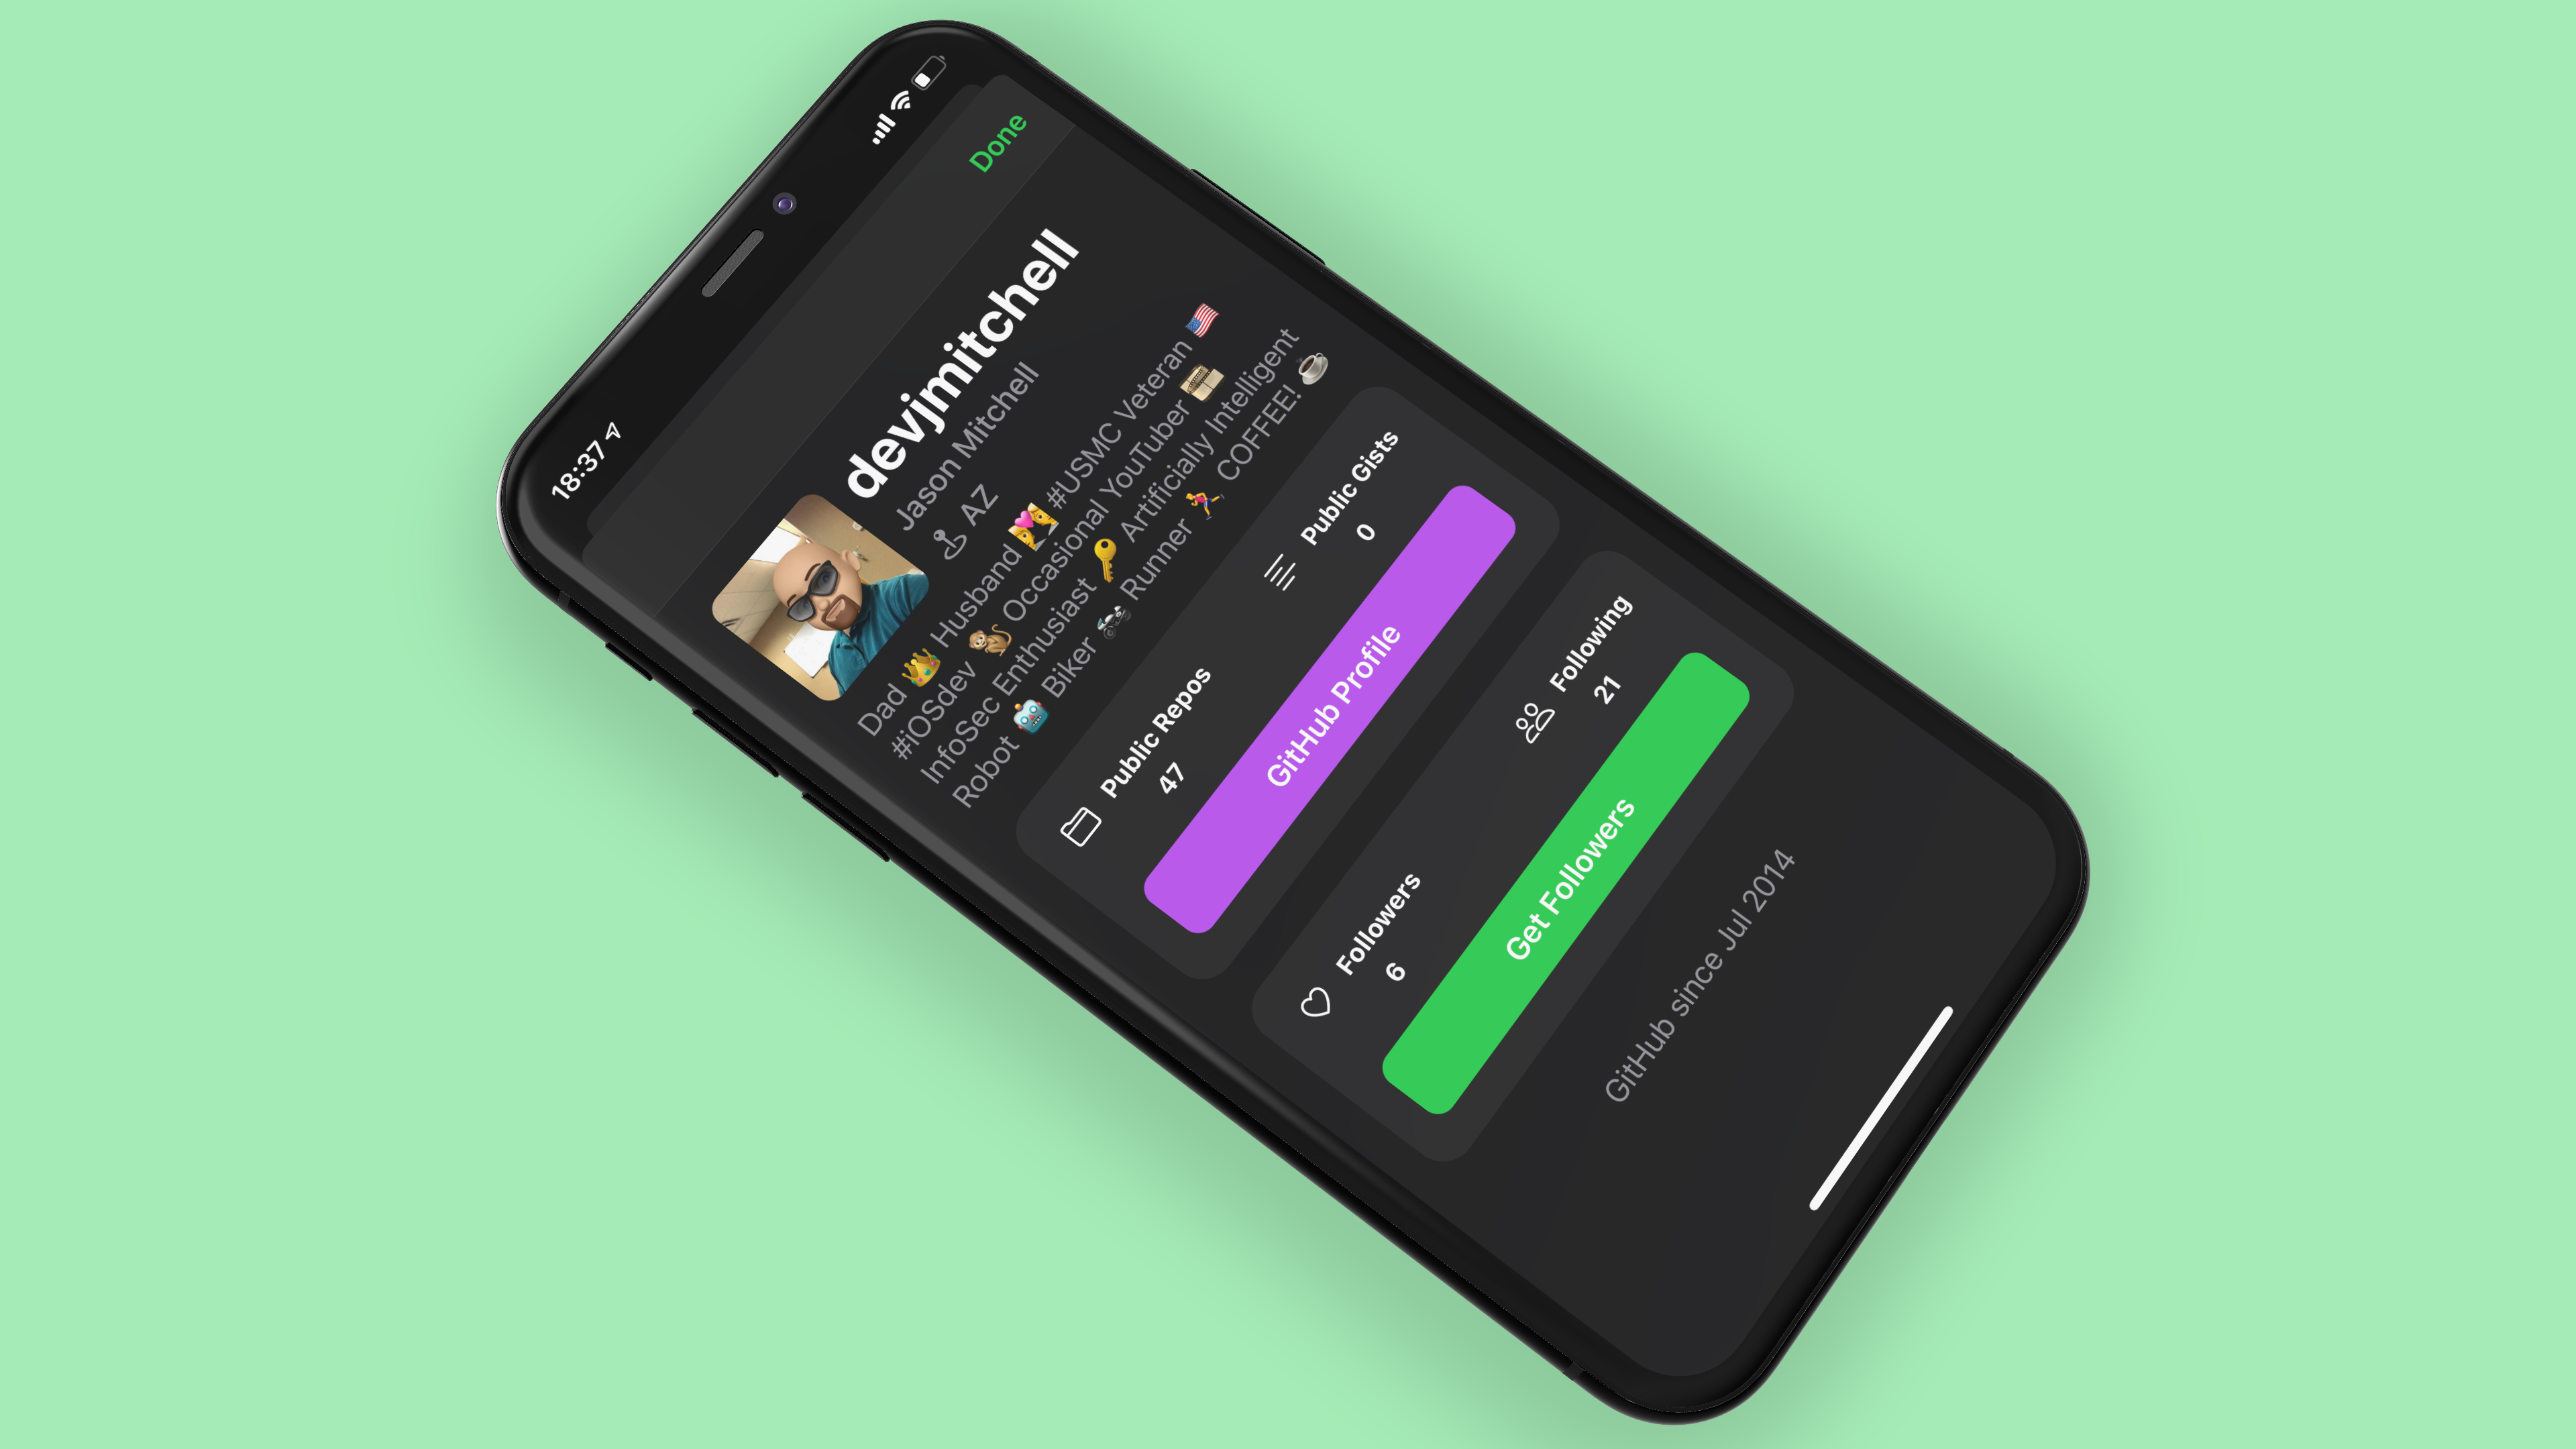 18:37
Done
devjmitchell
Jason Mitchell
AZ
Dad 👑 Husband 💑 #USMC Veteran 🇺🇸
#iOSdev 🐒 Occasional YouTuber 📼
InfoSec Enthusiast 🔑 Artificially Intelligent
Robot 🤖 Biker 🏍 Runner 🏃 COFFEE! ☕
Public Repos
47
Public Gists
0
GitHub Profile
Followers
6
Following
21
Get Followers
GitHub since Jul 2014